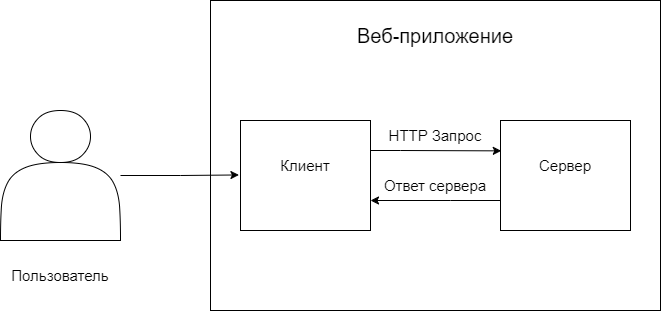 Веб-приложение
HTTP Запрос
Клиент
Сервер
Ответ сервера
Пользователь